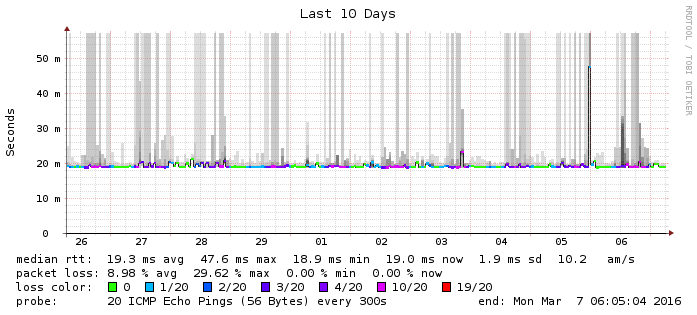 Last 10 Days
RRDTOOL / TOBI OETIKER
Seconds
50 m
40 m
30 m
20 m
10 m
0
26 27 28 29 01 02 03 04 05 06
median rtt: 19.3 ms avg 47.6 ms max 18.9 ms min 19.0 ms now 1.9 ms sd 10.2 am/s
packet loss: 8.98 % avg 29.62 % max 0.00 % min 0.00 % now
loss color: 0 1/20 2/20 3/20 4/20 10/20 19/20
probe: 20 ICMP Echo Pings (56 Bytes) every 300s end: Mon Mar 7 06:05:04 2016